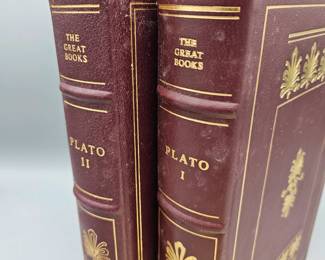 THE
GREAT
BOOKS
PLATO
II
THE
GREAT
BOOKS
PLATO
I